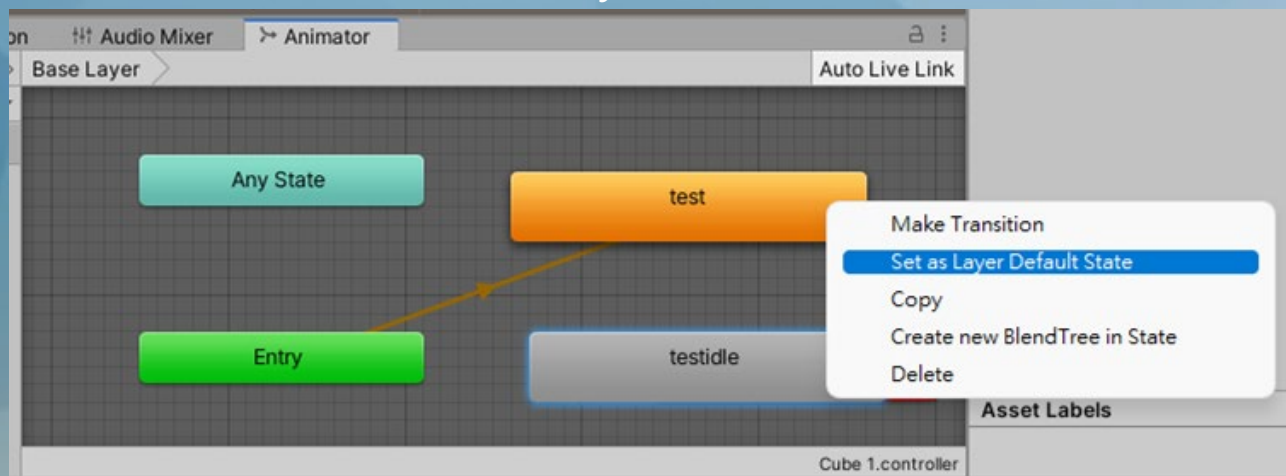 Audio Mixer
Animator
Base Layer
Auto Live Link
Any State
test
Make Transition
Set as Layer Default State
Copy
Entry
testidle
Create new BlendTree in State
Delete
Asset Labels
Cube 1.controller